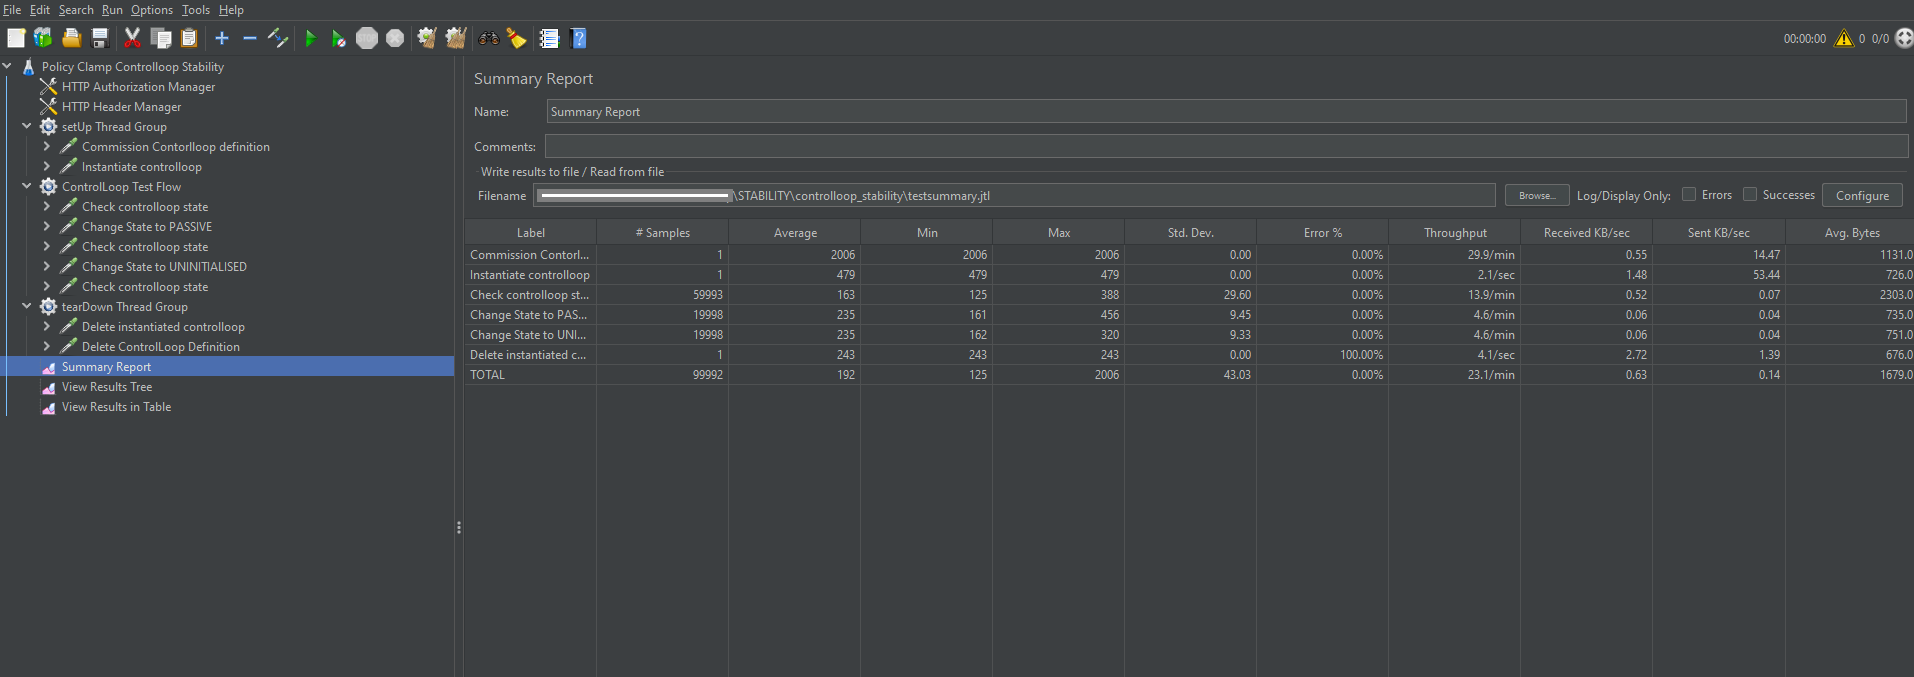 File Edit Search Run Options Tools Help
STOP
00:00:00 0 0/0
Policy Clamp Controlloop Stability
HTTP Authorization Manager
HTTP Header Manager
setUp Thread Group
Commission Contorlloop definition
Instantiate controlloop
ControlLoop Test Flow
Check controlloop state
Change State to PASSIVE
Check controlloop state
Change State to UNINITIALISED
Check controlloop state
tearDown Thread Group
Delete instantiated controlloop
Delete ControlLoop Definition
Summary Report
View Results Tree
View Results in Table
Summary Report
Name: Summary Report
Comments:
Write results to file / Read from file
Filename \STABILITY\controlloop_stability\testsummary.jtl Browse... Log/Display Only: Errors Successes Configure
Label # Samples Average Min Max Std. Dev. Error % Throughput Received KB/sec Sent KB/sec Avg. Bytes
Commission Contorl... 1 2006 2006 2006 0.00 0.00% 29.9/min 0.55 14.47 1131.0
Instantiate controlloop 1 479 479 479 0.00 0.00% 2.1/sec 1.48 53.44 726.0
Check controlloop st... 59993 163 125 388 29.60 0.00% 13.9/min 0.52 0.07 2303.0
Change State to PAS... 19998 235 161 456 9.45 0.00% 4.6/min 0.06 0.04 735.0
Change State to UNI... 19998 235 162 320 9.33 0.00% 4.6/min 0.06 0.04 751.0
Delete instantiated c... 1 243 243 243 0.00 100.00% 4.1/sec 2.72 1.39 676.0
TOTAL 99992 192 125 2006 43.03 0.00% 23.1/min 0.63 0.14 1679.0